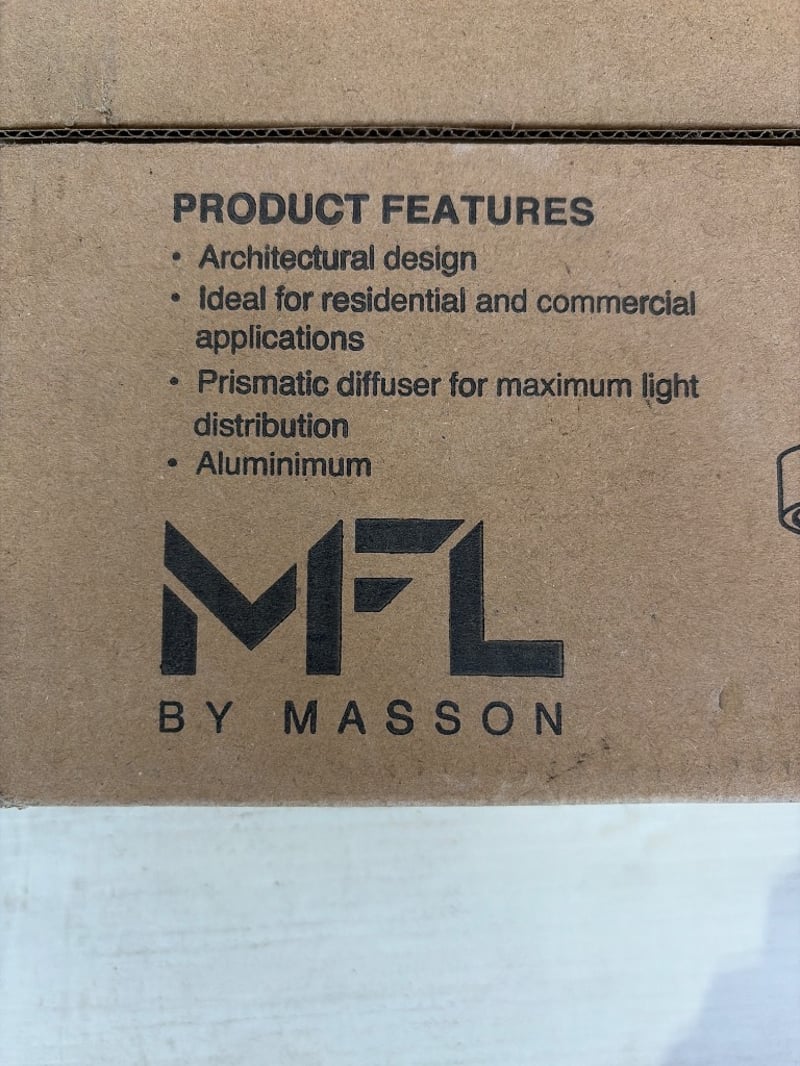 PRODUCT FEATURES
• Architectural design
• Ideal for residential and commercial
applications
• Prismatic diffuser for maximum light
distribution
• Aluminimum
MFL
BY MASSON